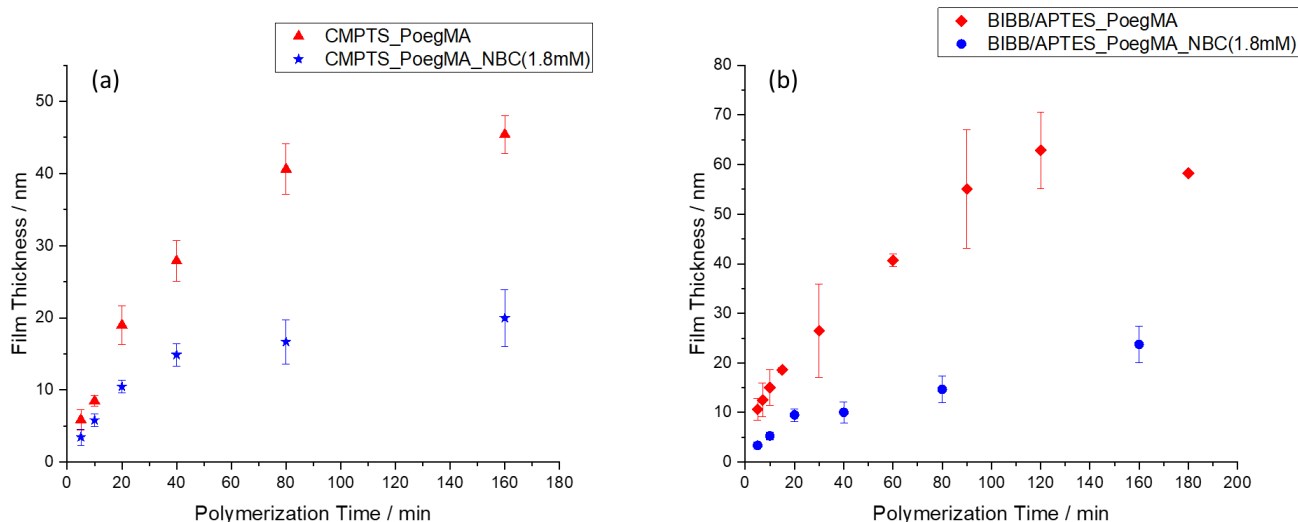 CMPTS_PoegMA
CMPTS_PoegMA_NBC(1.8mM)
(a)
50
40
30
20
10
0
Film Thickness / nm
0 20 40 60 80 100 120 140 160 180
Polymerization Time / min
BIBB/APTES_PoegMA
BIBB/APTES_PoegMA_NBC(1.8mM)
(b)
80
70
60
50
40
30
20
10
0
Film Thickness / nm
0 20 40 60 80 100 120 140 160 180 200
Polymerization Time / min